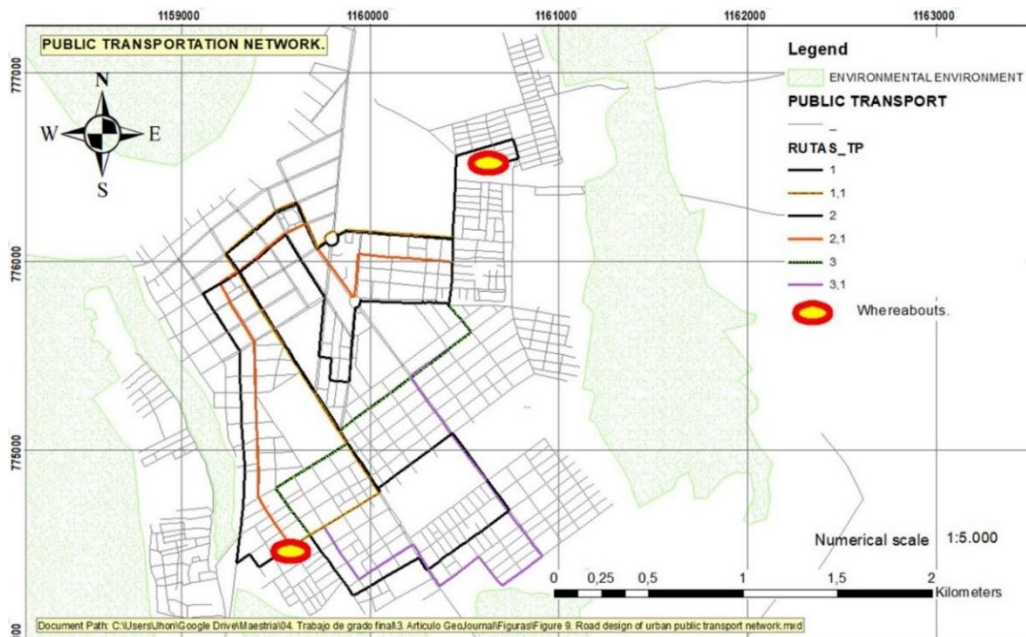 1159000 1160000 1161000 1162000 1163000
PUBLIC TRANSPORTATION NETWORK.
777000
776000
775000
N
W E
S
Legend
ENVIRONMENTAL ENVIRONMENT
PUBLIC TRANSPORT
_
RUTAS_TP
1
1,1
2
2,1
3
3,1
Whereabouts.
Numerical scale 1:5.000
0 0,25 0,5 1 1,5 2
Kilometers
Document Path: C:\Users\Jhon\Google Drive\Maestria\04. Trabajo de grado final\3. Articulo GeoJournal\Figuras\Figure 9. Road design of urban public transport network.mxd